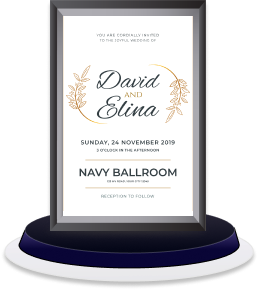 YOU ARE CORDIALLY INVITED
TO THE JOYFUL WEDDING OF
David
AND
Elina
SUNDAY, 24 NOVEMBER 2019
3 O'CLOCK IN THE AFTERNOON
NAVY BALLROOM
RECEPTION TO FOLLOW